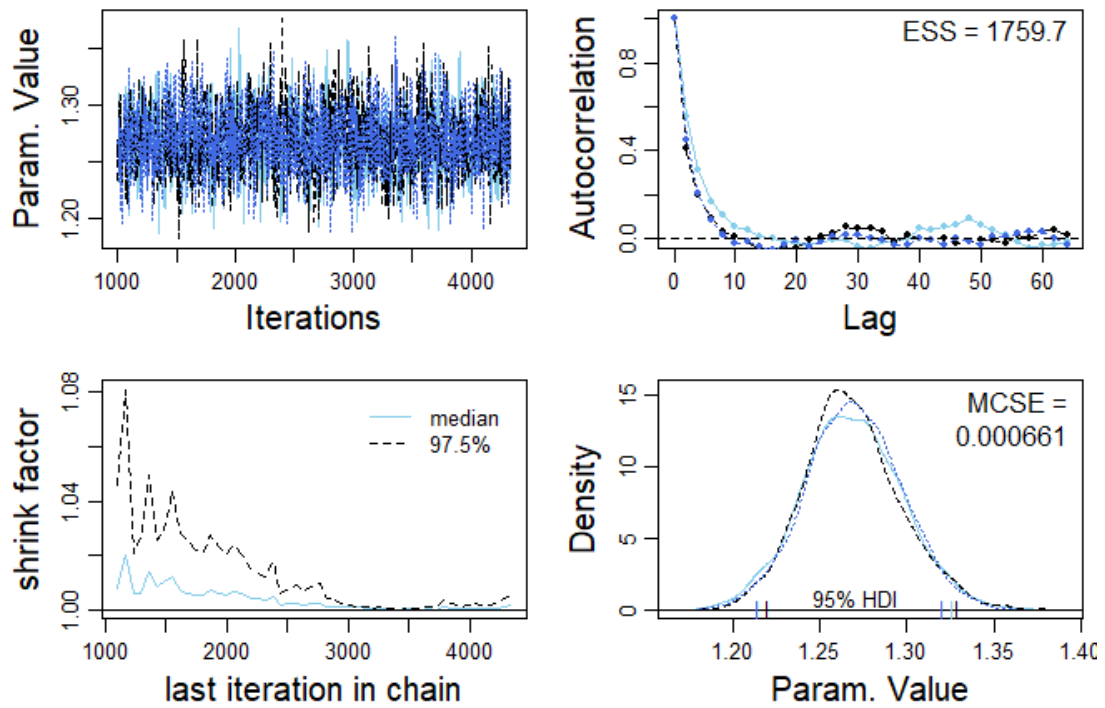 Param. Value
1.20 1.30
1000 2000 3000 4000
Iterations
Autocorrelation
0.0 0.4 0.8
ESS = 1759.7
0 10 20 30 40 50 60
Lag
shrink factor
1.00 1.04 1.08
median
97.5%
1000 2000 3000 4000
last iteration in chain
Density
0 5 10 15
MCSE =
0.000661
95% HDI
1.20 1.25 1.30 1.35 1.40
Param. Value